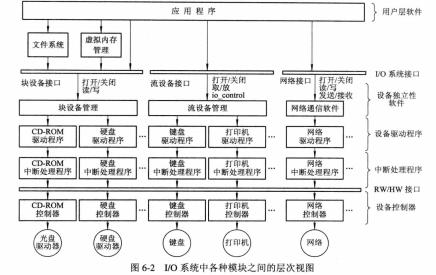 应用程序
用户层软件
文件系统
虚拟内存
管理
I/O 系统接口
块设备接口
打开/关闭
读/写
流设备接口
打开/关闭
取/放
io_control
网络接口
打开/关闭
读/写
发送/接收
设备独立性
软件
块设备管理
流设备管理
网络通信软件
CD-ROM
驱动程序
硬盘
驱动程序
...
键盘
驱动程序
打印机
驱动程序
...
网络
驱动程序
...
设备驱动程序
CD-ROM
中断处理程序
硬盘
中断处理程序
...
键盘
中断处理程序
打印机
中断处理程序
...
网络
中断处理程序
...
中断处理程序
RW/HW 接口
CD-ROM
控制器
硬盘
控制器
...
键盘
控制器
打印机
控制器
...
网络
控制器
...
设备控制器
光盘
驱动器
硬盘
驱动器
键盘
打印机
网络
图 6-2 I/O 系统中各种模块之间的层次视图